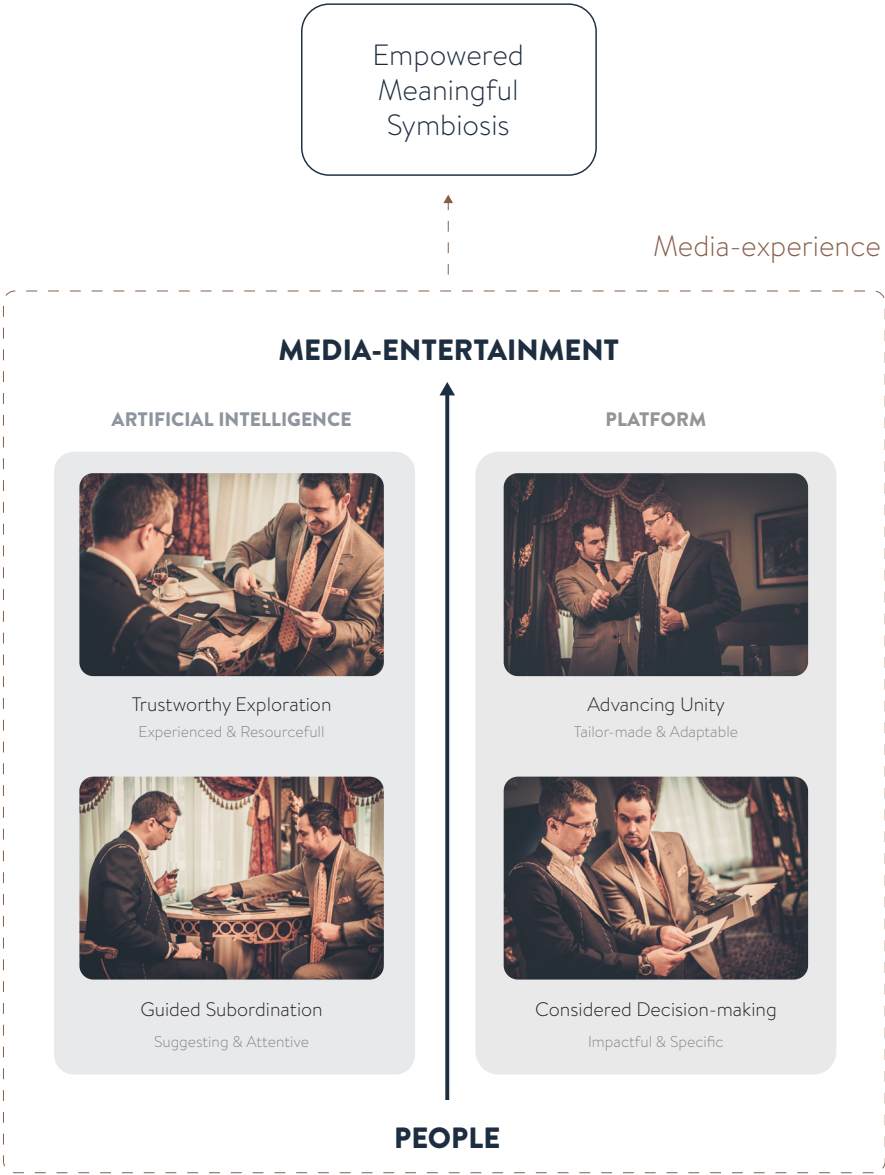 Empowered
Meaningful
Symbiosis
Media-experience
MEDIA-ENTERTAINMENT
ARTIFICIAL INTELLIGENCE
PLATFORM
Trustworthy Exploration
Experienced & Resourcefull
Advancing Unity
Tailor-made & Adaptable
Guided Subordination
Suggesting & Attentive
Considered Decision-making
Impactful & Specific
PEOPLE